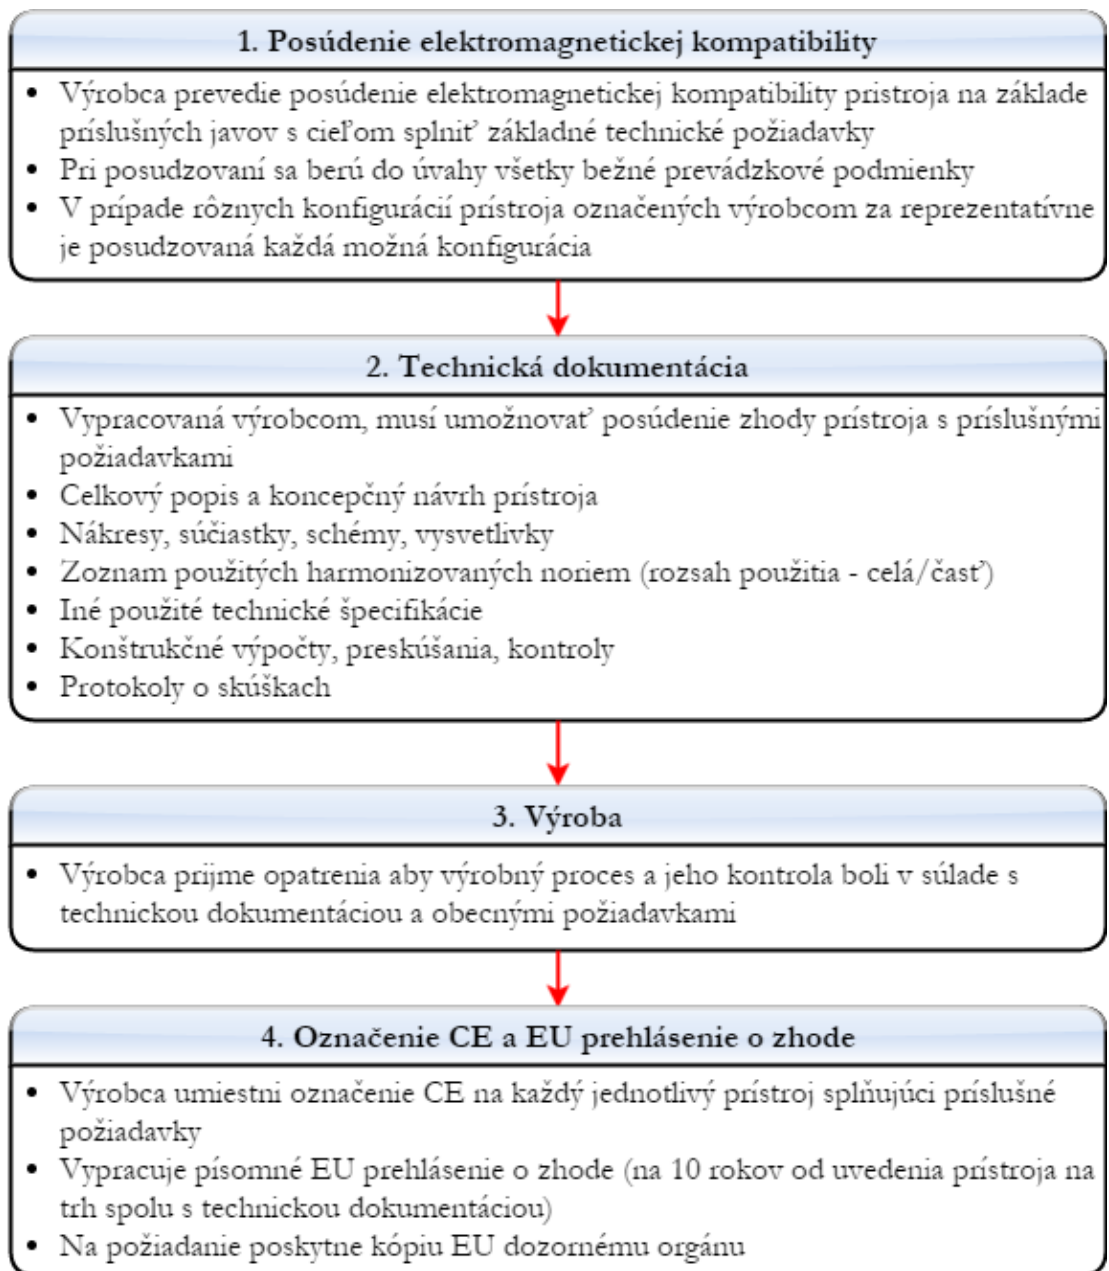 1. Posúdenie elektromagnetickej kompatibility
• Výrobca prevedie posúdenie elektromagnetickej kompatibility pristroja na základe
príslušných javov s cieľom splniť základné technické požiadavky
• Pri posudzovaní sa berú do úvahy všetky bežné prevádzkové podmienky
• V prípade rôznych konfigurácií prístroja označených výrobcom za reprezentatívne
je posudzovaná každá možná konfigurácia
2. Technická dokumentácia
• Vypracovaná výrobcom, musí umožnovať posúdenie zhody prístroja s príslušnými
požiadavkami
• Celkový popis a koncepčný návrh prístroja
• Nákresy, súčiastky, schémy, vysvetlivky
• Zoznam použitých harmonizovaných noriem (rozsah použitia - celá/časť)
• Iné použité technické špecifikácie
• Konštrukčné výpočty, preskúšania, kontroly
• Protokoly o skúškach
3. Výroba
• Výrobca prijme opatrenia aby výrobný proces a jeho kontrola boli v súlade s
technickou dokumentáciou a obecnými požiadavkami
4. Označenie CE a EU prehlásenie o zhode
• Výrobca umiestni označenie CE na každý jednotlivý prístroj splňujúci príslušné
požiadavky
• Vypracuje písomné EU prehlásenie o zhode (na 10 rokov od uvedenia prístroja na
trh spolu s technickou dokumentáciou)
• Na požiadanie poskytne kópiu EU dozornému orgánu